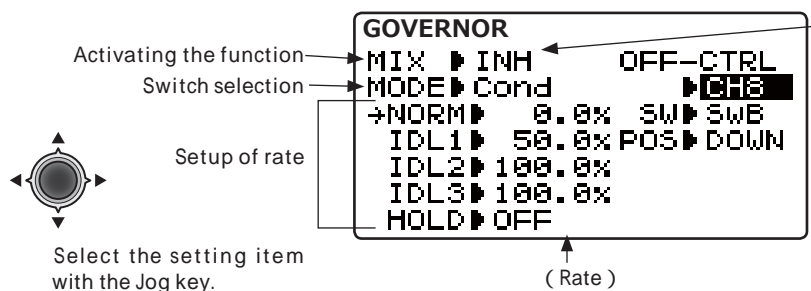 GOVERNOR
Activating the function
MIX ▶ INH OFF-CTRL
Switch selection
MODE ▶ Cond ▶ CH8
→NORM ▶ 0.0% SW ▶ SwB
IDL1 ▶ 50.0% POS ▶ DOWN
Setup of rate
IDL2 ▶ 100.0%
IDL3 ▶ 100.0%
HOLD ▶ OFF
Select the setting item
with the Jog key.
( Rate )